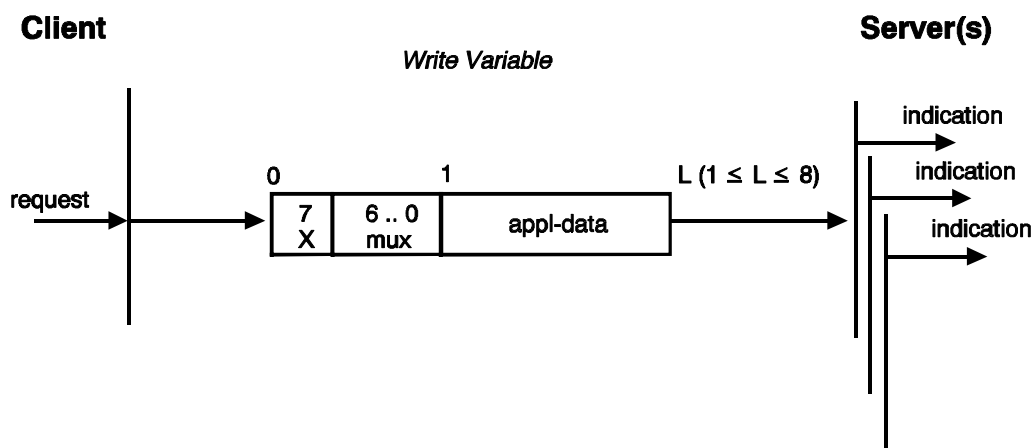 Client
Server(s)
Write Variable
indication
0
1
L (1 ≤ L ≤ 8)
indication
request
7
6 .. 0
appl-data
X
mux
indication